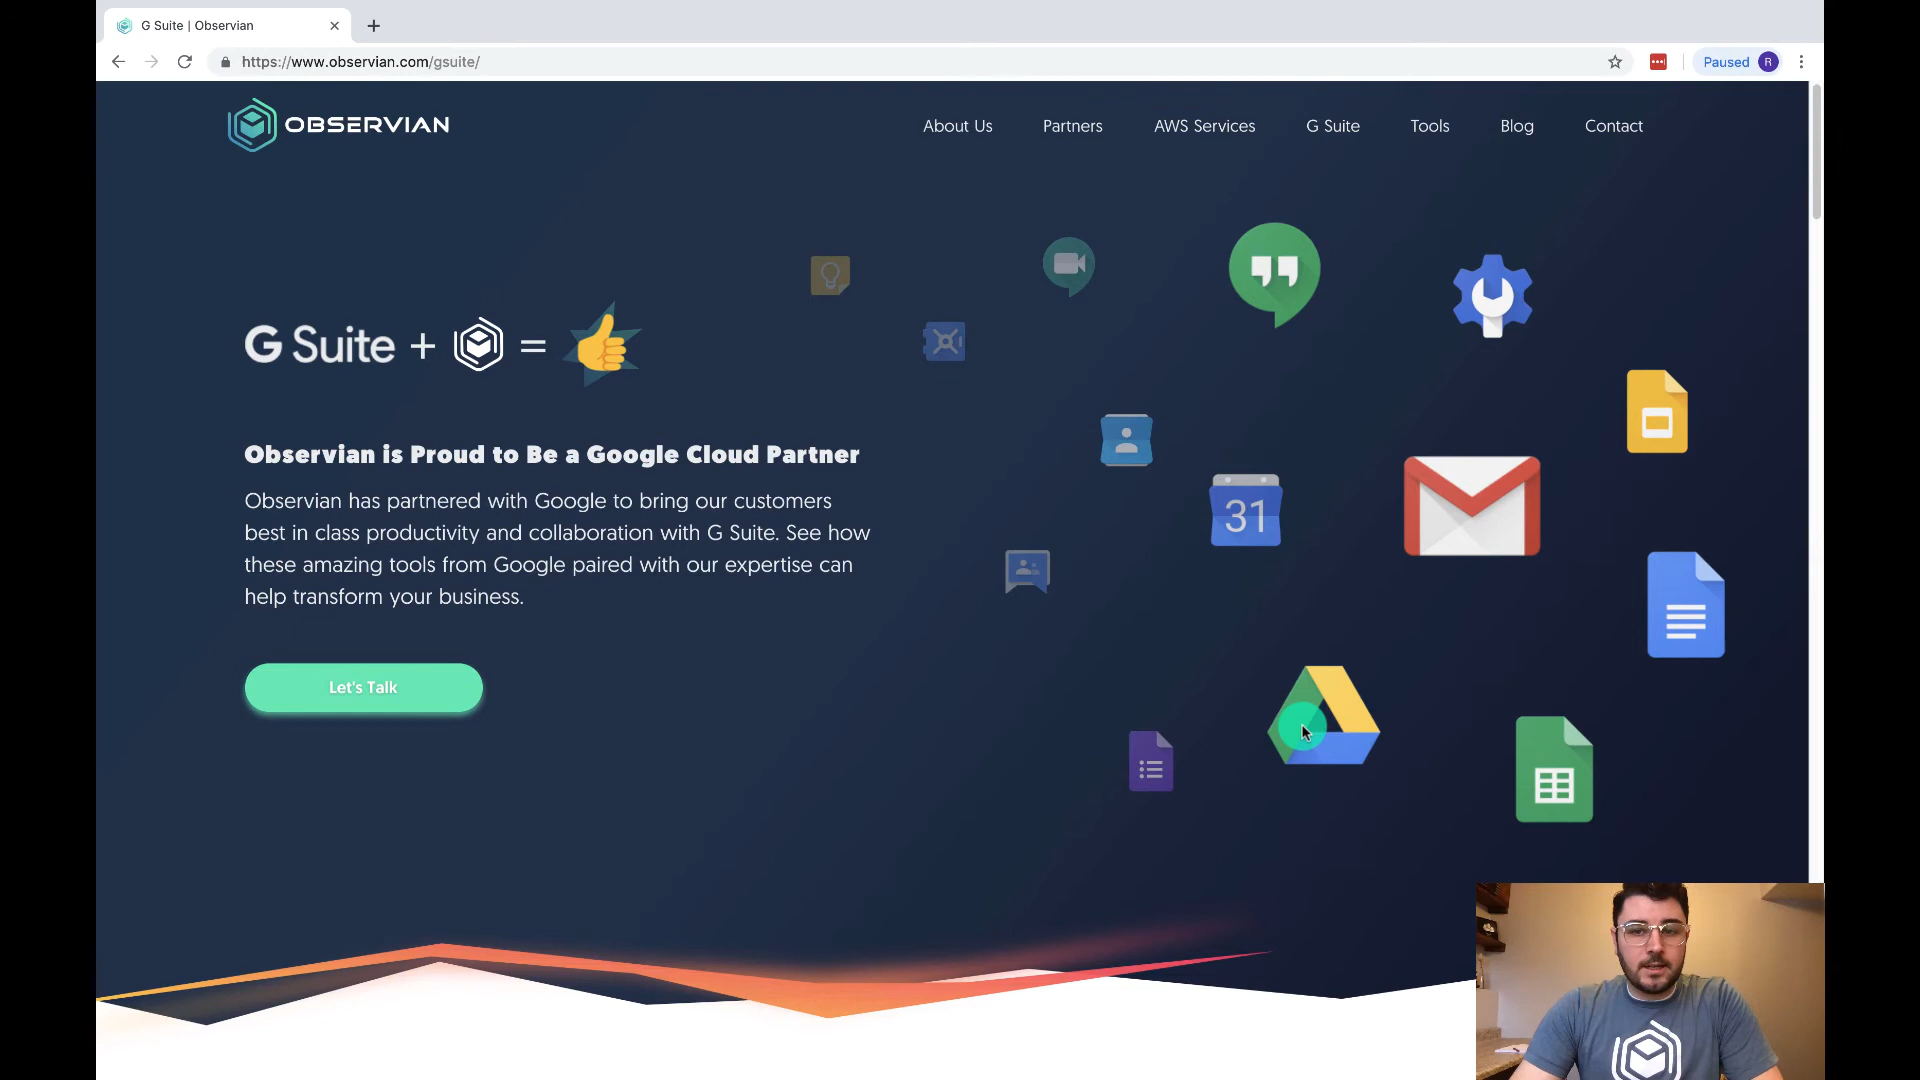 G Suite | Observian
https://www.observian.com/gsuite/
Paused R
OBSERVIAN
About Us Partners AWS Services G Suite Tools Blog Contact
G Suite + =
31
Observian is Proud to Be a Google Cloud Partner
Observian has partnered with Google to bring our customers
best in class productivity and collaboration with G Suite. See how
these amazing tools from Google paired with our expertise can
help transform your business.
Let's Talk